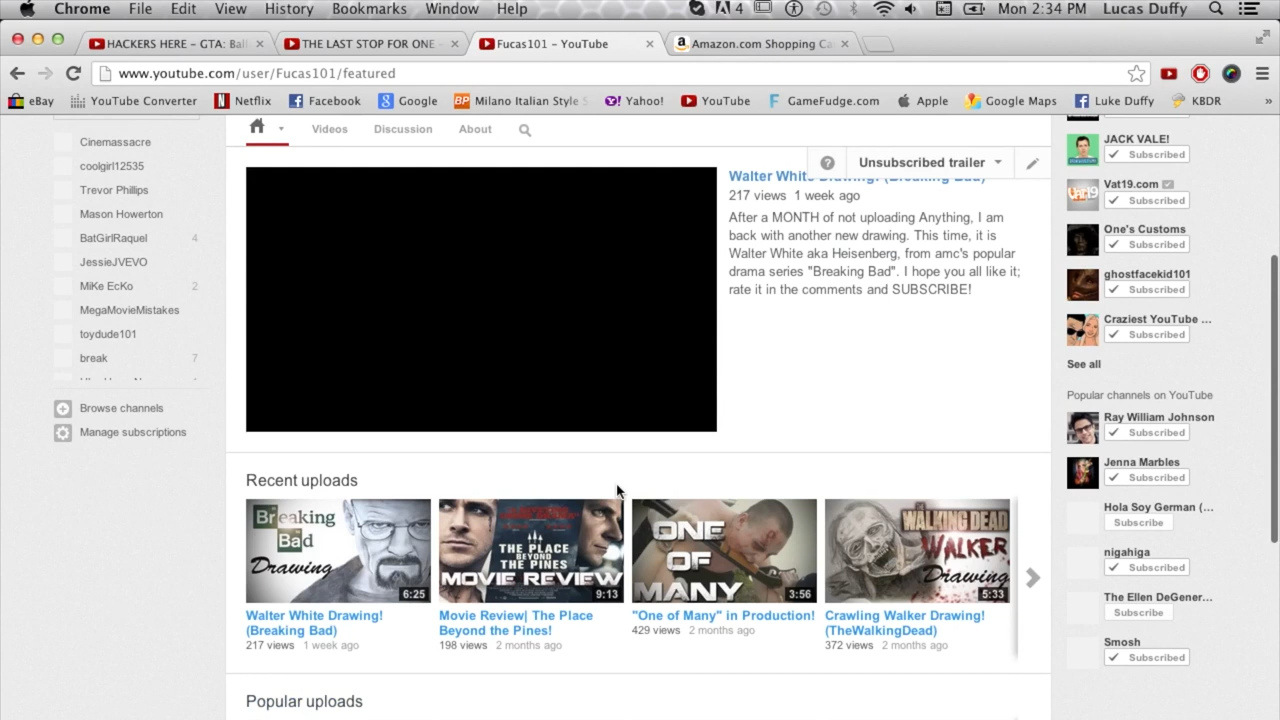 Chrome File Edit View History Bookmarks Window Help 4 Mon 2:34 PM Lucas Duffy
HACKERS HERE - GTA: Bal
THE LAST STOP FOR ONE -
Fucas101 - YouTube
Amazon.com Shopping Ca
www.youtube.com/user/Fucas101/featured
eBay YouTube Converter Netflix Facebook Google Milano Italian Style S Yahoo! YouTube GameFudge.com Apple Google Maps Luke Duffy KBDR »
Cinemassacre
coolgirl12535
Trevor Phillips
Mason Howerton
BatGirlRaquel 4
JessieJVEVO
MiKe EcKo 2
MegaMovieMistakes
toydude101
break 7
Browse channels
Manage subscriptions
Videos Discussion About
Unsubscribed trailer
Walter White Drawing! (Breaking Bad)
217 views 1 week ago
After a MONTH of not uploading Anything, I am
back with another new drawing. This time, it is
Walter White aka Heisenberg, from amc's popular
drama series "Breaking Bad". I hope you all like it;
rate it in the comments and SUBSCRIBE!
Recent uploads
Breaking
Bad
Drawing
6:25
Walter White Drawing!
(Breaking Bad)
217 views 1 week ago
THE PLACE
BEYOND
THE PINES
MOVIE REVIEW
9:13
Movie Review| The Place
Beyond the Pines!
198 views 2 months ago
ONE
OF
MANY
3:56
"One of Many" in Production!
429 views 2 months ago
THE WALKING DEAD
WALKER
Drawing
5:33
Crawling Walker Drawing!
(TheWalkingDead)
372 views 2 months ago
Popular uploads
JACK VALE!
Subscribed
Vat19.com
Subscribed
One's Customs
Subscribed
ghostfacekid101
Subscribed
Craziest YouTube ...
Subscribed
See all
Popular channels on YouTube
Ray William Johnson
Subscribed
Jenna Marbles
Subscribed
Hola Soy German (...
Subscribe
nigahiga
Subscribed
The Ellen DeGener...
Subscribe
Smosh
Subscribed